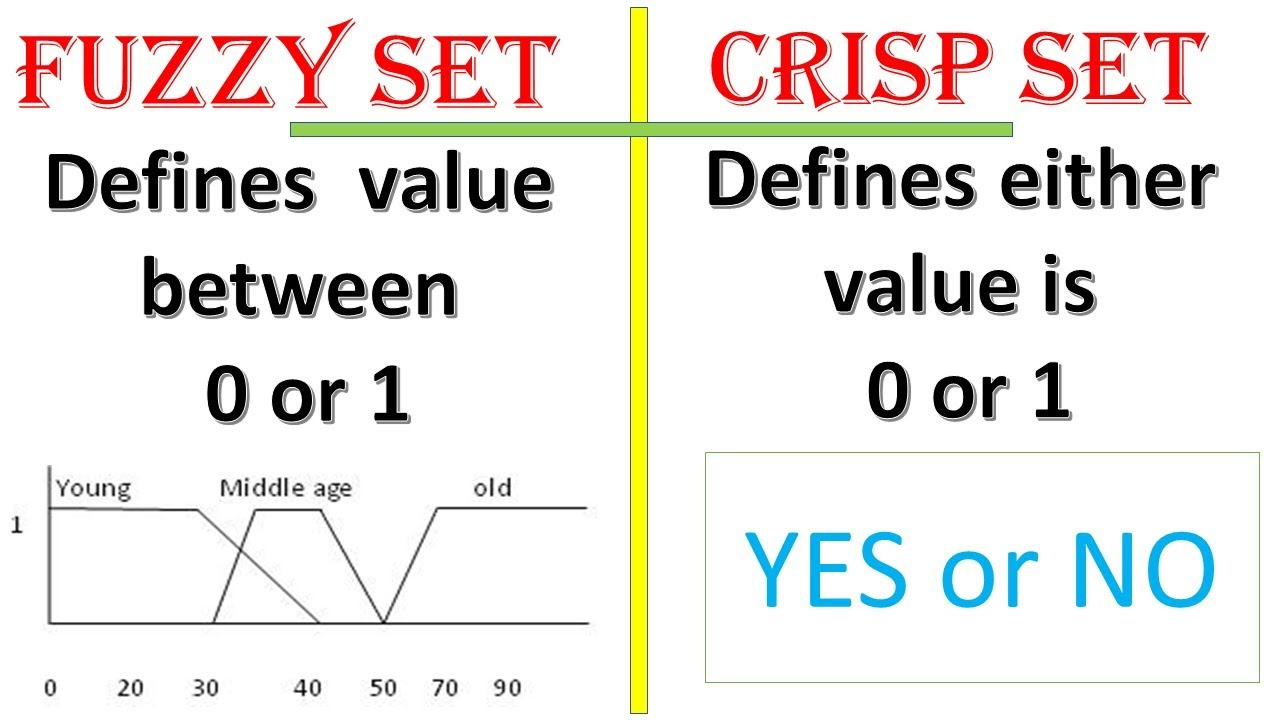 FUZZY SET
Defines value
between
0 or 1
Young Middle age old
1
0 20 30 40 50 70 90
CRISP SET
Defines either
value is
0 or 1
YES or NO